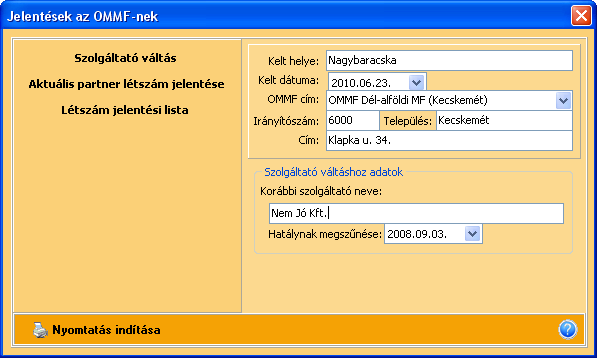 Jelentések az OMMF-nek
Szolgáltató váltás
Aktuális partner létszám jelentése
Létszám jelentési lista
Kelt helye: Nagybaracska
Kelt dátuma: 2010.06.23.
OMMF cím: OMMF Dél-alföldi MF (Kecskemét)
Irányítószám: 6000 Település: Kecskemét
Cím: Klapka u. 34.
Szolgáltató váltáshoz adatok
Korábbi szolgáltató neve:
Nem Jó Kft.
Hatálynak megszűnése: 2008.09.03.
Nyomtatás indítása
?